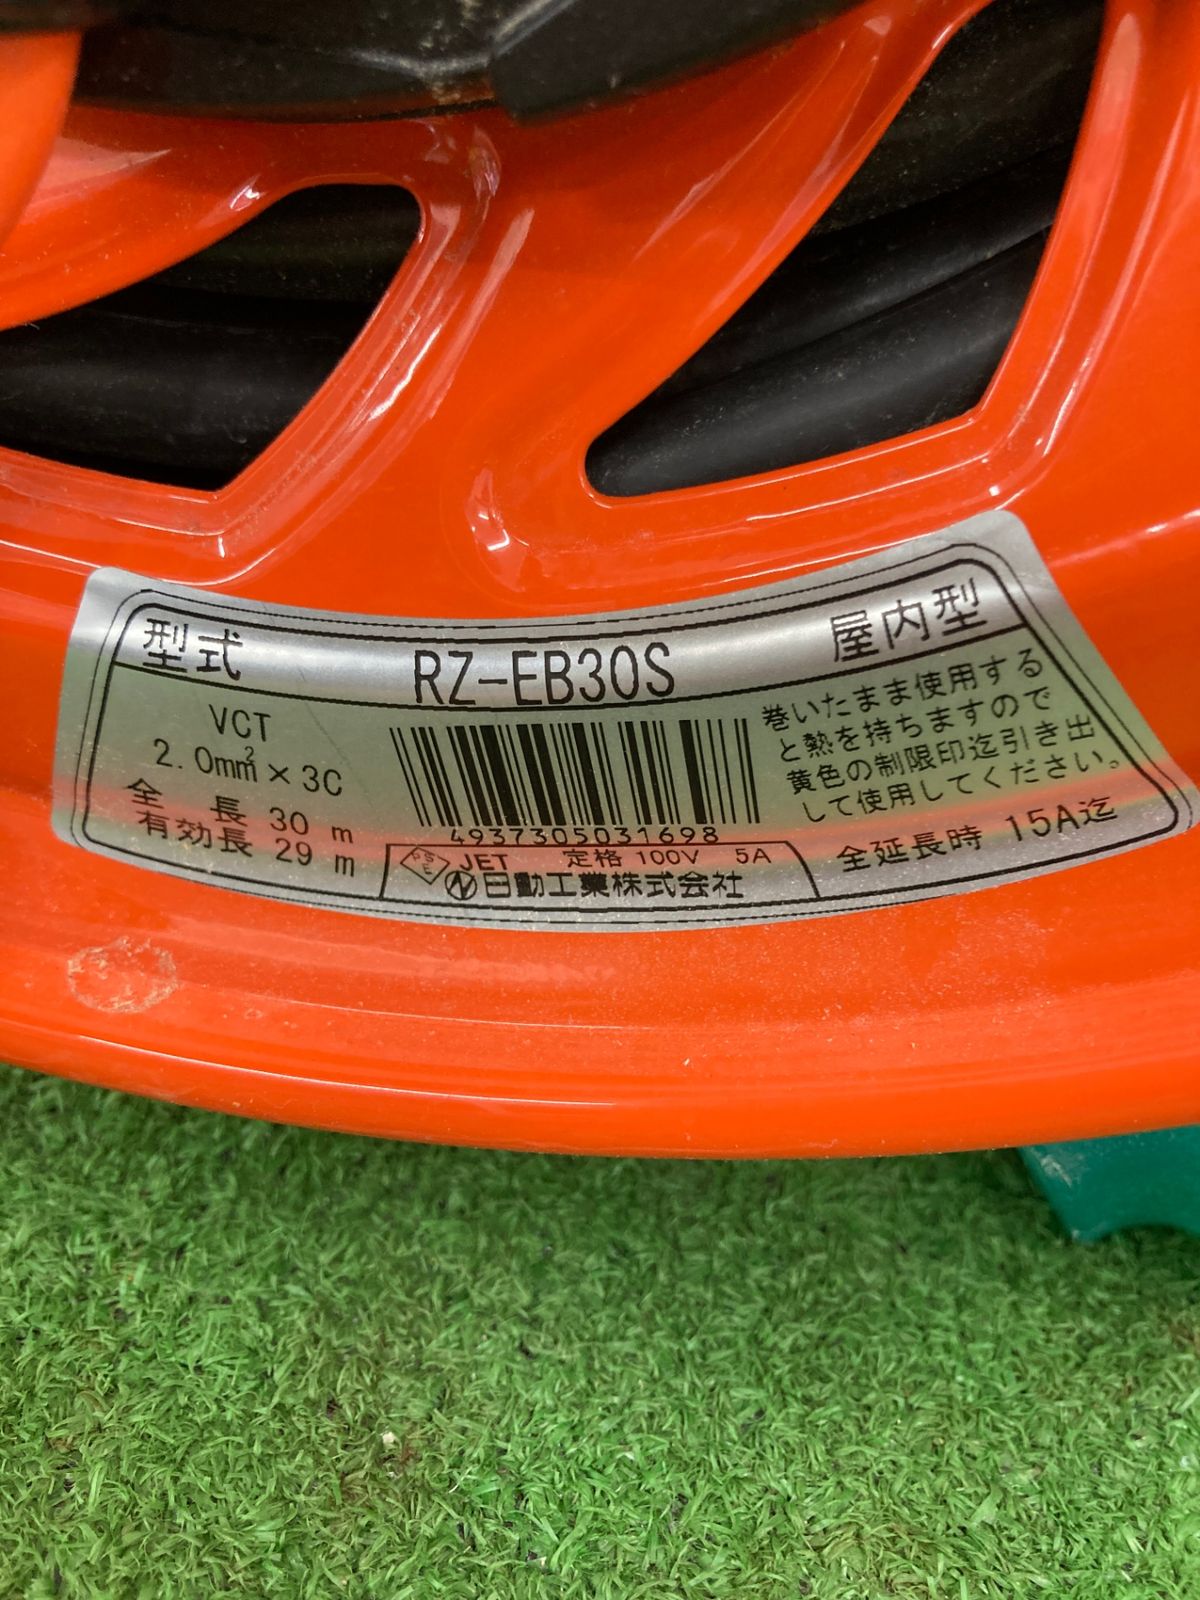 型式 RZ-EB30S 屋内型
VCT
2.0mm² × 3C
全 長 30 m
有効長 29 m
4937305031698
PSE JET 定格 100V 5A
N 日動工業株式会社
巻いたまま使用する
と熱を持ちますので
黄色の制限印迄引き出
して使用してください。
全延長時 15A迄